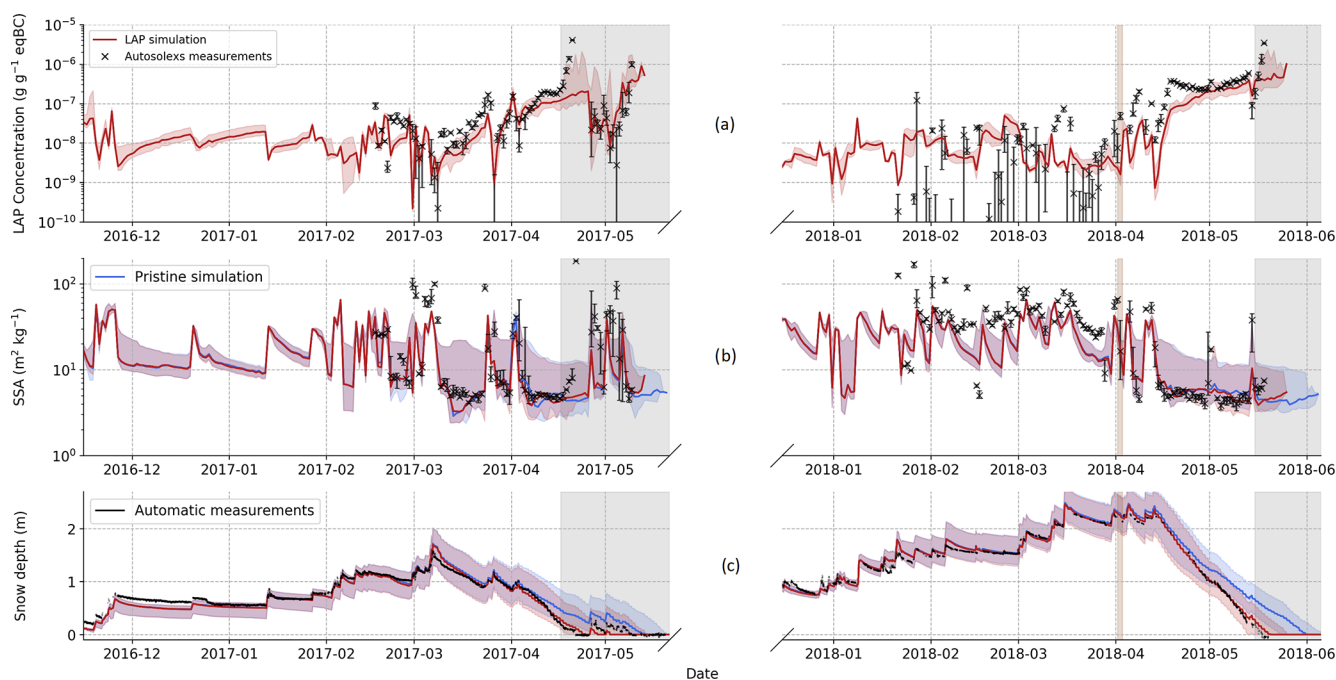 LAP Concentration (g g⁻¹ eqBC)
10⁻⁵
10⁻⁶
10⁻⁷
10⁻⁸
10⁻⁹
10⁻¹⁰
LAP simulation
Autosolexs measurements
2016-12 2017-01 2017-02 2017-03 2017-04 2017-05
(a)
2018-01 2018-02 2018-03 2018-04 2018-05 2018-06
SSA (m² kg⁻¹)
10²
10¹
10⁰
Pristine simulation
2016-12 2017-01 2017-02 2017-03 2017-04 2017-05
(b)
2018-01 2018-02 2018-03 2018-04 2018-05 2018-06
Snow depth (m)
2
1
0
Automatic measurements
2016-12 2017-01 2017-02 2017-03 2017-04 2017-05
(c)
2018-01 2018-02 2018-03 2018-04 2018-05 2018-06
Date